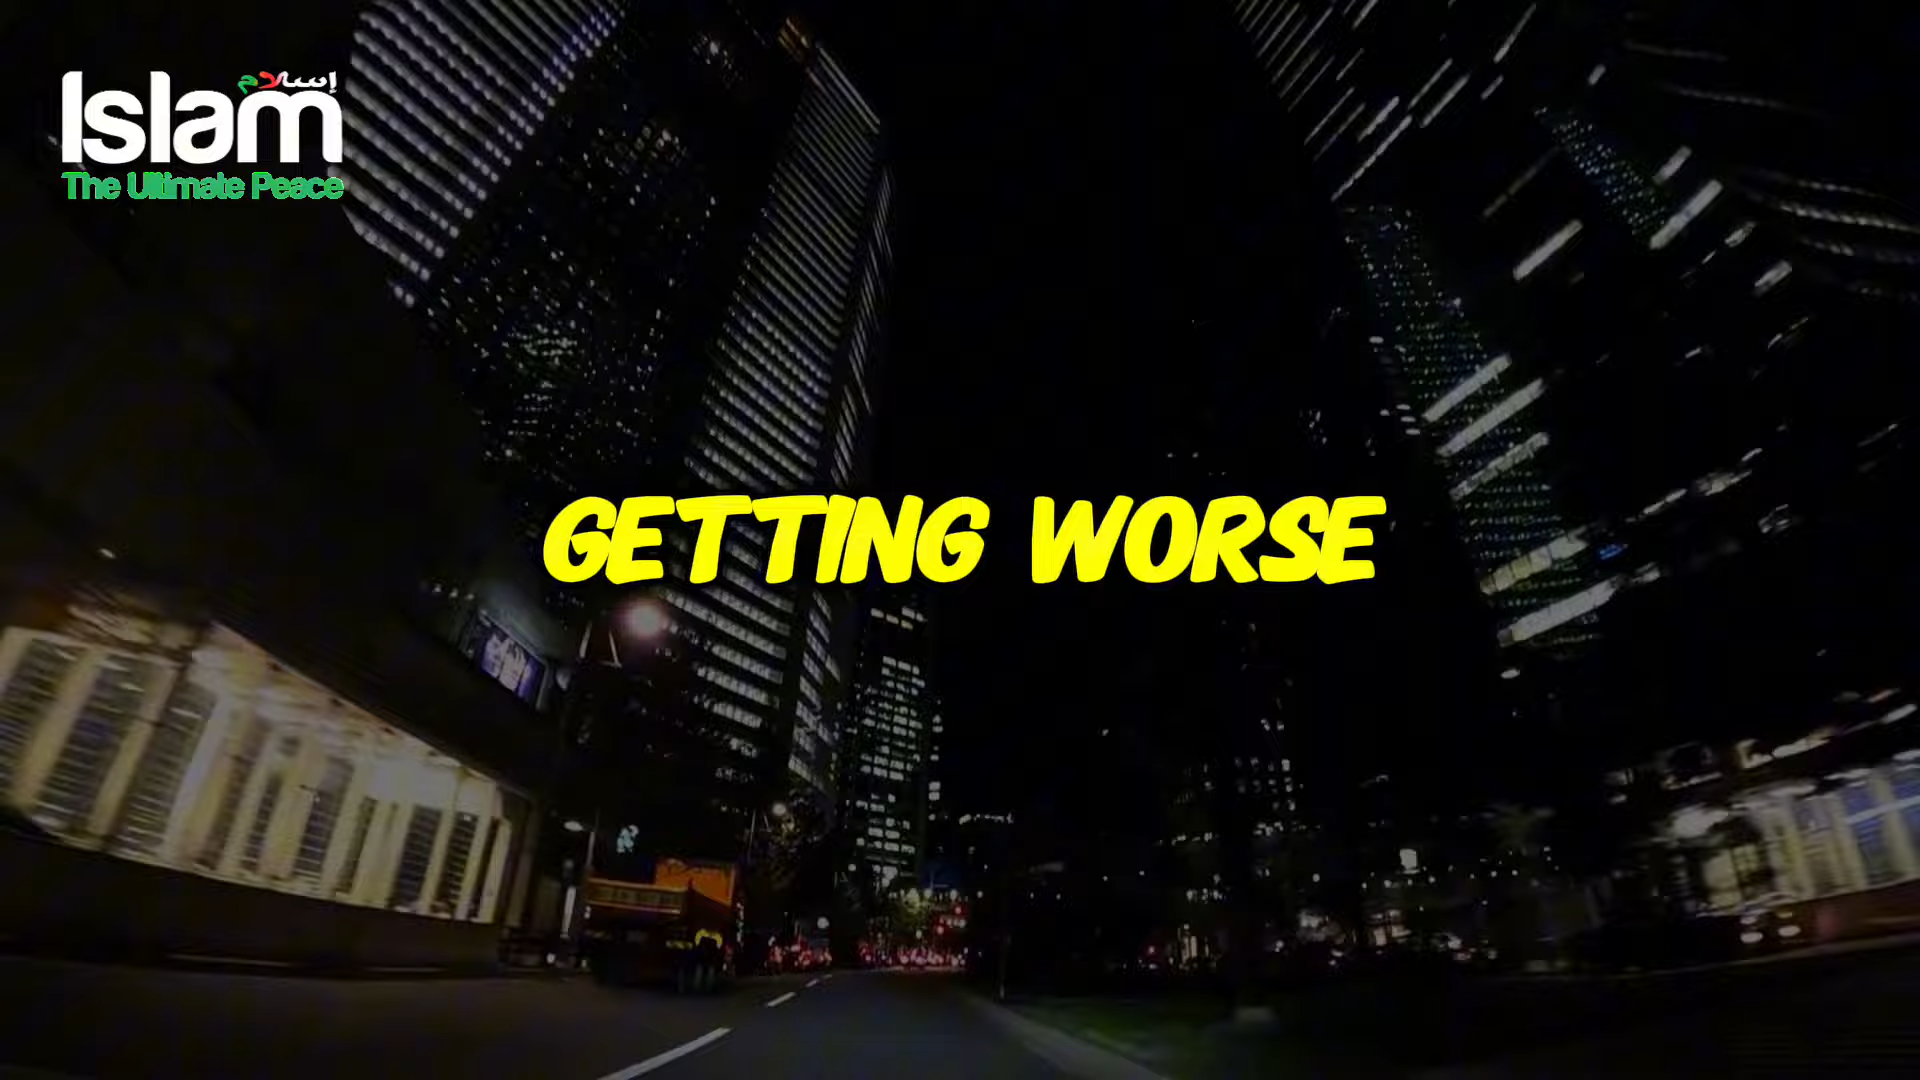 إسلام
Islam
The Ultimate Peace
GETTING WORSE